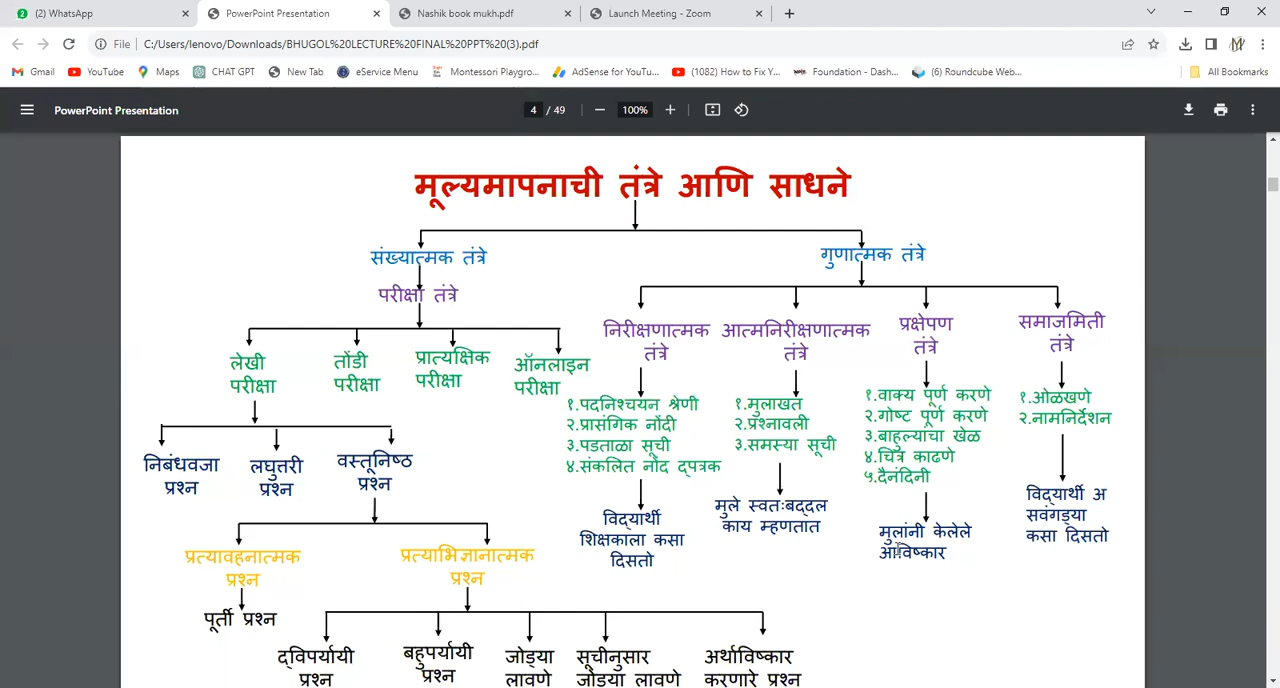 (2) WhatsApp
PowerPoint Presentation
Nashik book mukh.pdf
Launch Meeting - Zoom
File
C:/Users/lenovo/Downloads/BHUGOL%20LECTURE%20FINAL%20PPT%20(3).pdf
Gmail
YouTube
Maps
CHAT GPT
New Tab
eService Menu
Montessori Playgro...
AdSense for YouTu...
(1082) How to Fix Y...
Foundation - Dash...
(6) Roundcube Web...
All Bookmarks
PowerPoint Presentation
4 / 49
100%
मूल्यमापनाची तंत्रे आणि साधने
संख्यात्मक तंत्रे
गुणात्मक तंत्रे
परीक्षा तंत्रे
लेखी
परीक्षा
तोंडी
परीक्षा
प्रात्यक्षिक
परीक्षा
ऑनलाइन
परीक्षा
निरीक्षणात्मक
तंत्रे
आत्मनिरीक्षणात्मक
तंत्रे
प्रक्षेपण
तंत्रे
समाजमिती
तंत्रे
१.पदनिश्चयन श्रेणी
२.प्रासंगिक नोंदी
३.पडताळा सूची
४.संकलित नोंद द्पत्रक
१.मुलाखत
२.प्रश्नावली
३.समस्या सूची
१.वाक्य पूर्ण करणे
२.गोष्ट पूर्ण करणे
३.बाहुल्यांचा खेळ
४.चित्र काढणे
५.दैनंदिनी
१.ओळखणे
२.नामनिर्देशन
निबंधवजा
प्रश्न
लघुत्तरी
प्रश्न
वस्तूनिष्ठ
प्रश्न
विद्यार्थी
शिक्षकाला कसा
दिसतो
मुले स्वतःबद्दल
काय म्हणतात
मुलांनी केलेले
आविष्कार
विद्यार्थी अ
सवंगड्या
कसा दिसतो
प्रत्यावहनात्मक
प्रश्न
प्रत्याभिज्ञानात्मक
प्रश्न
पूर्ती प्रश्न
द्विपर्यायी
प्रश्न
बहुपर्यायी
प्रश्न
जोड्या
लावणे
सूचीनुसार
जोडया लावणे
अर्थाविष्कार
करणारे प्रश्न